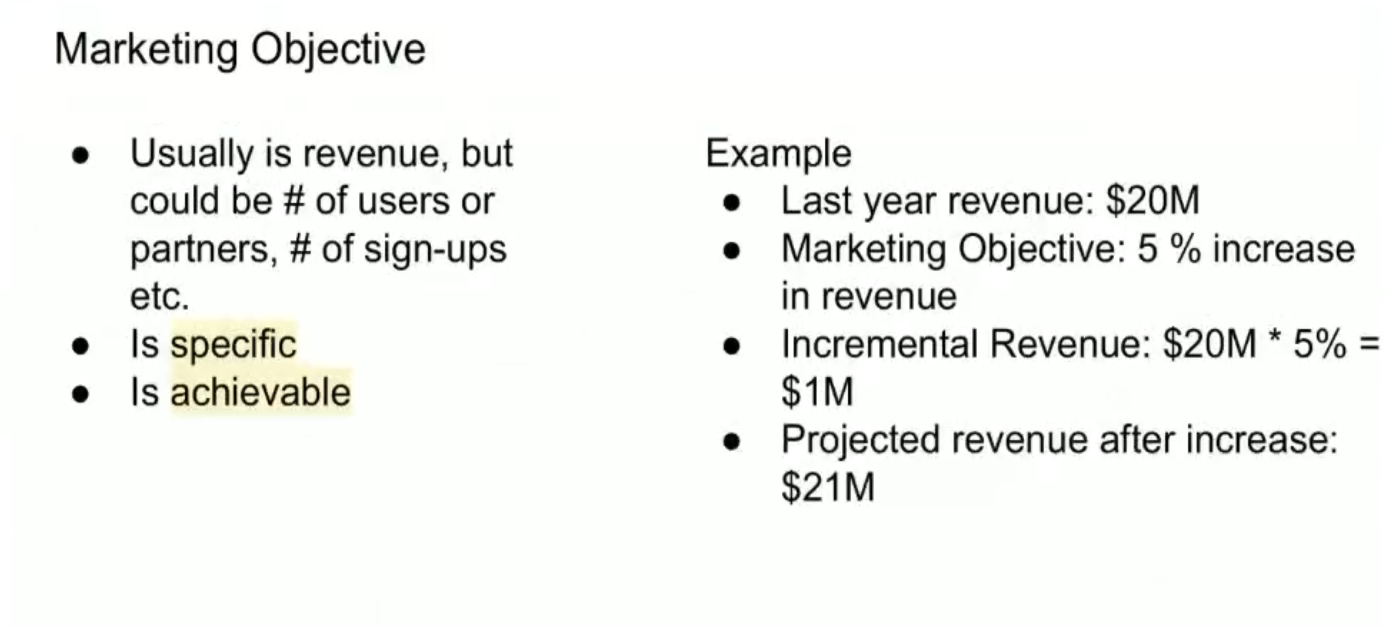 Marketing Objective
● Usually is revenue, but
could be # of users or
partners, # of sign-ups
etc.
● Is specific
● Is achievable
Example
● Last year revenue: $20M
● Marketing Objective: 5 % increase
in revenue
● Incremental Revenue: $20M * 5% =
$1M
● Projected revenue after increase:
$21M